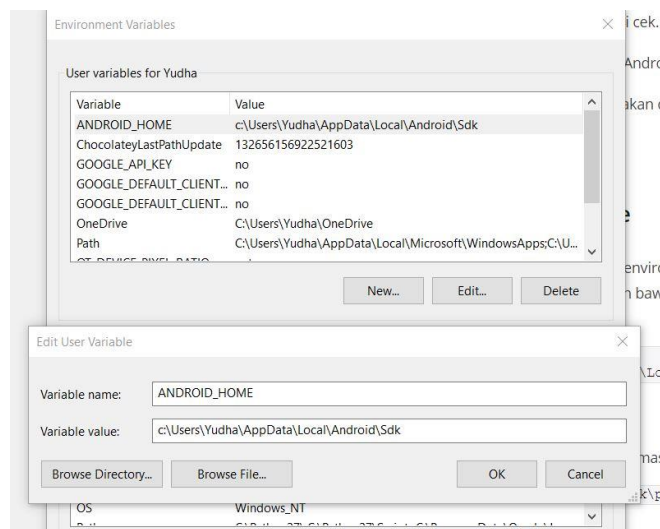 Environment Variables
i cek.
User variables for Yudha
Andro
Variable Value
akan
ANDROID_HOME c:\Users\Yudha\AppData\Local\Android\Sdk
ChocolateyLastPathUpdate 132656156922521603
GOOGLE_API_KEY no
GOOGLE_DEFAULT_CLIENT... no
GOOGLE_DEFAULT_CLIENT... no
OneDrive C:\Users\Yudha\OneDrive
Path C:\Users\Yudha\AppData\Local\Microsoft\WindowsApps;C:\U...
enviro
New... Edit... Delete
Edit User Variable
Variable name: ANDROID_HOME
Variable value: c:\Users\Yudha\AppData\Local\Android\Sdk
Browse Directory... Browse File... OK Cancel
OS Windows_NT